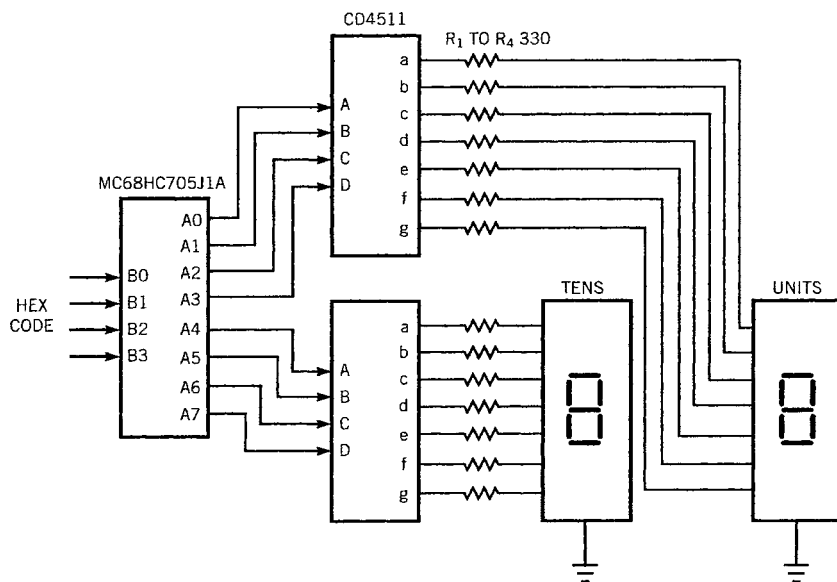 CD4511
R1 TO R4 330
a
b
c
d
e
f
g
A
B
C
D
MC68HC705J1A
A0
A1
A2
A3
A4
A5
A6
A7
HEX
CODE
B0
B1
B2
B3
A
B
C
D
a
b
c
d
e
f
g
TENS
UNITS